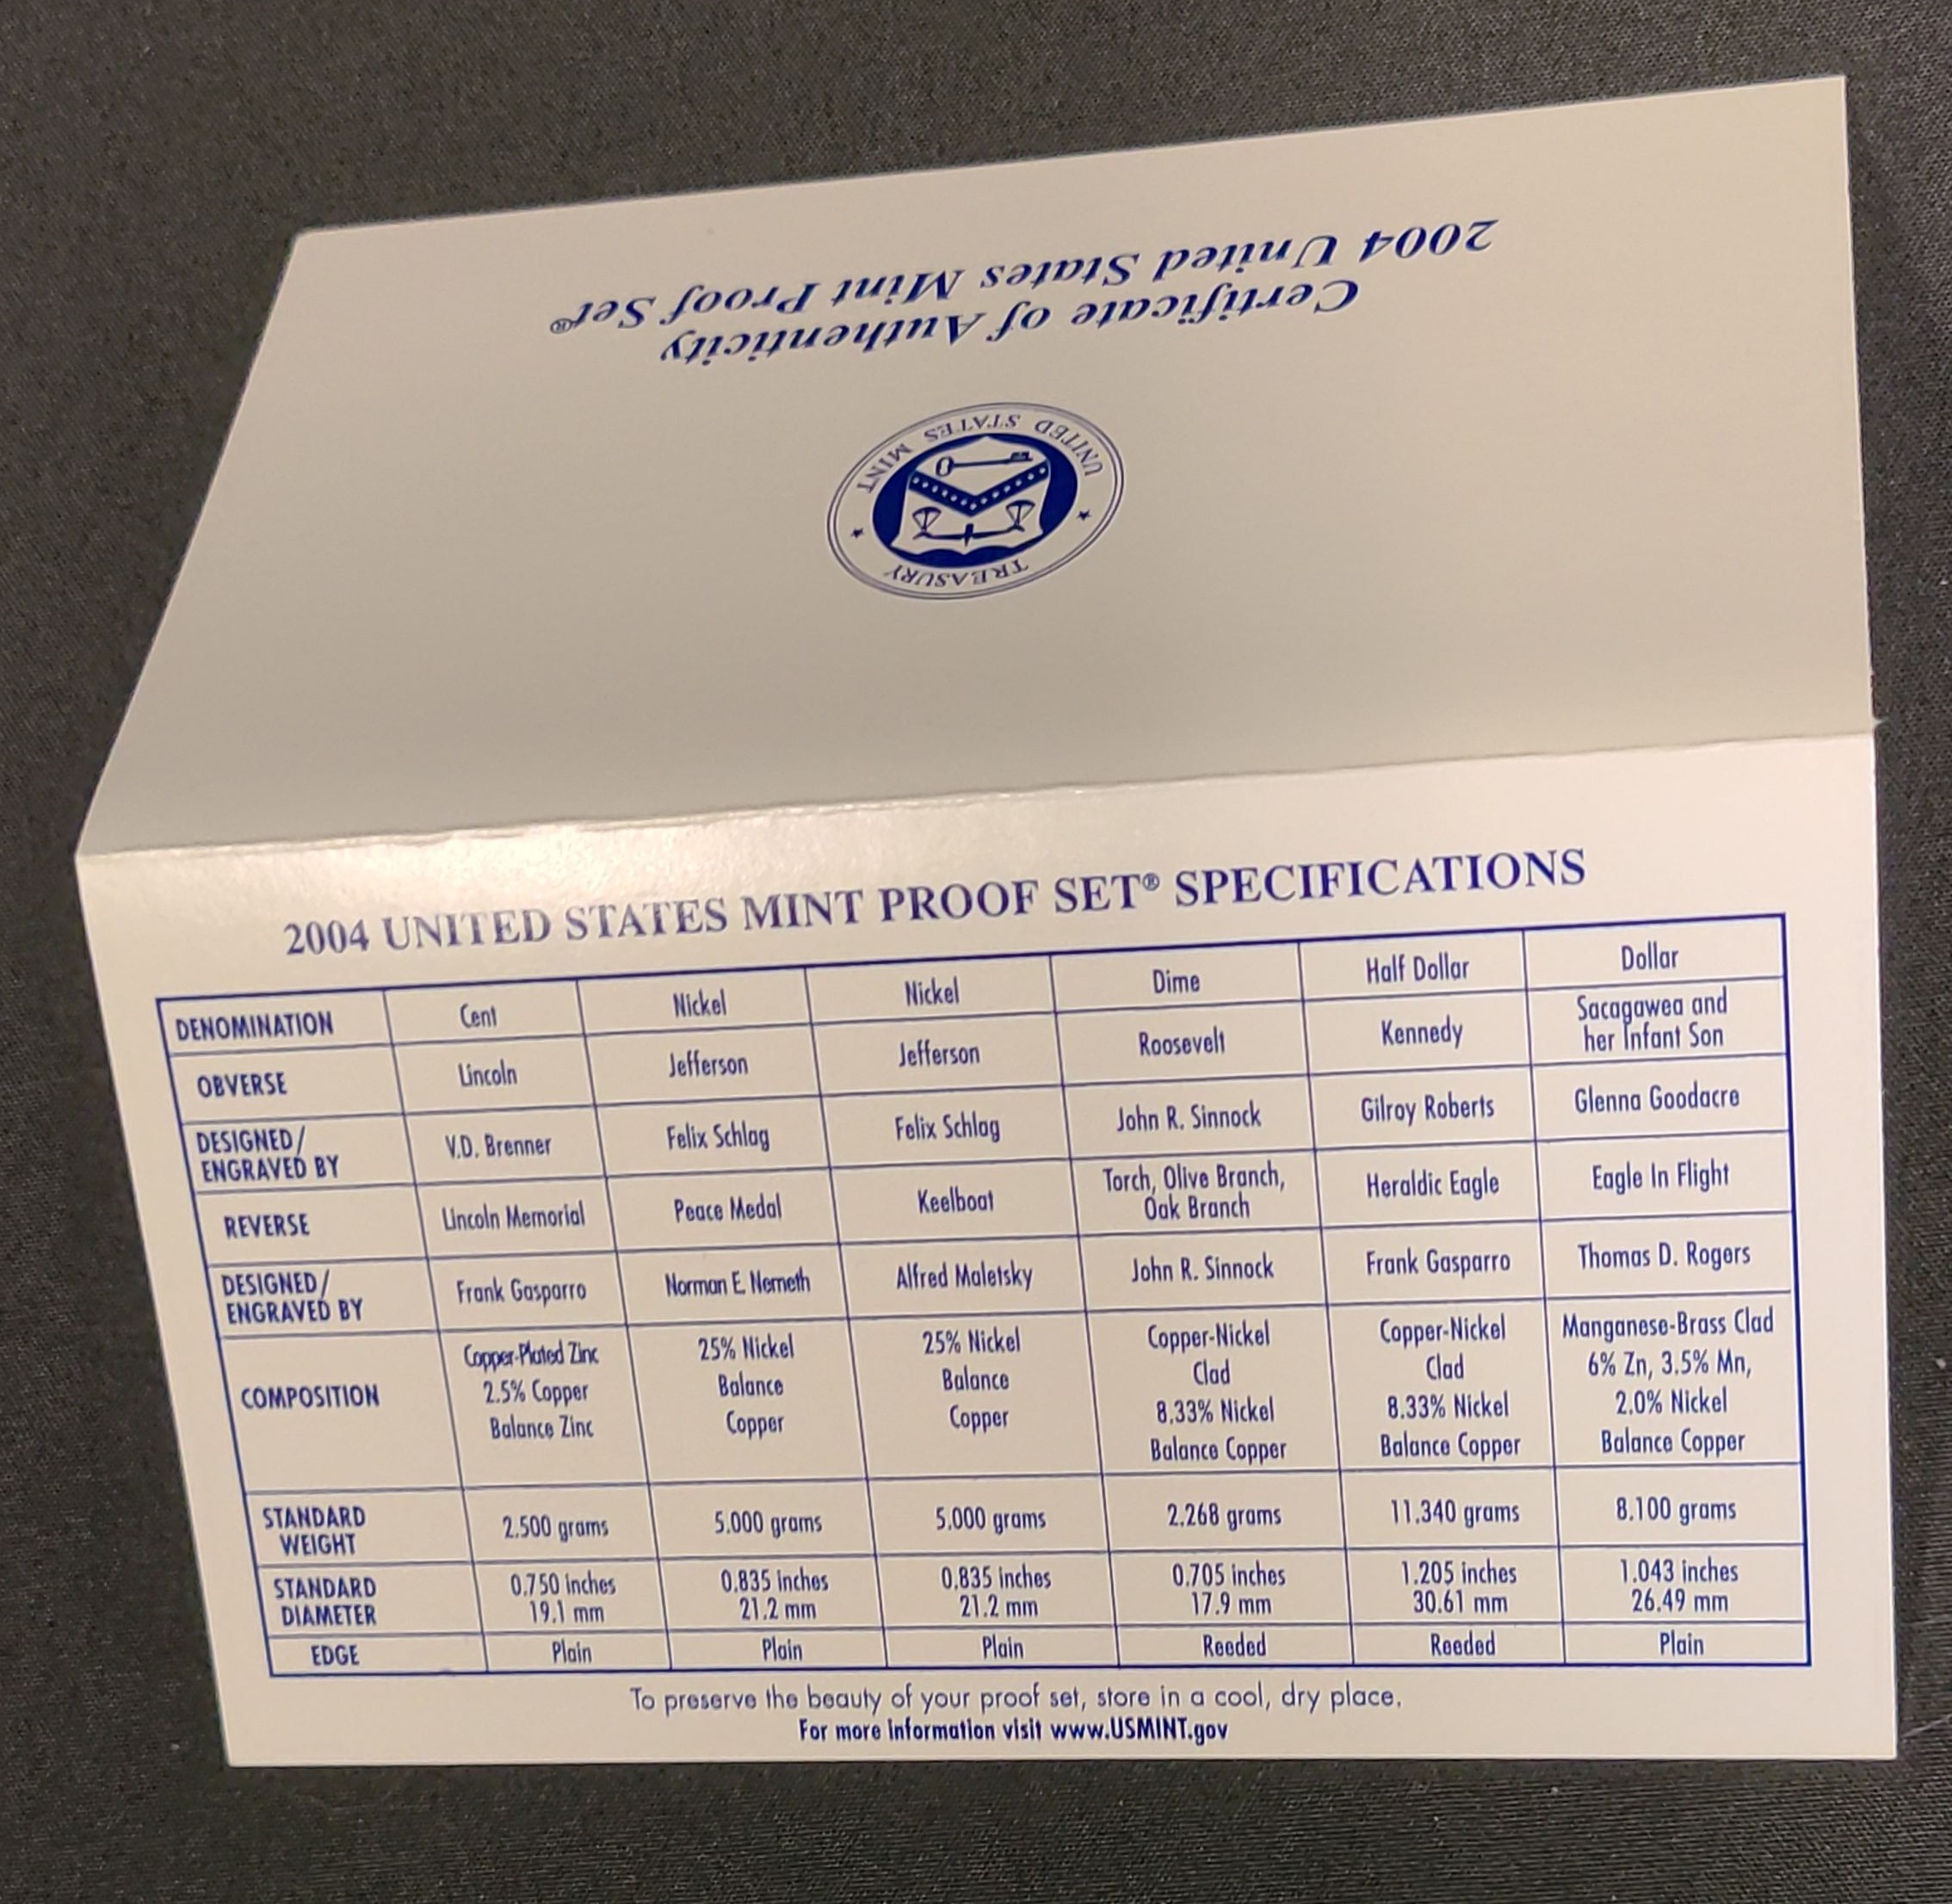 2004 United States Mint Proof Set®
Certificate of Authenticity
UNITED STATES MINT
TREASURY
2004 UNITED STATES MINT PROOF SET® SPECIFICATIONS
DENOMINATION Cent Nickel Nickel Dime Half Dollar Dollar
OBVERSE Lincoln Jefferson Jefferson Roosevelt Kennedy Sacagawea and
her Infant Son
DESIGNED/
ENGRAVED BY V.D. Brenner Felix Schlag Felix Schlag John R. Sinnock Gilroy Roberts Glenna Goodacre
REVERSE Lincoln Memorial Peace Medal Keelboat Torch, Olive Branch, Heraldic Eagle Eagle In Flight
Oak Branch
DESIGNED/
ENGRAVED BY Frank Gasparro Norman E. Nemeth Alfred Maletsky John R. Sinnock Frank Gasparro Thomas D. Rogers
COMPOSITION Copper-Plated Zinc 25% Nickel 25% Nickel Copper-Nickel Copper-Nickel Manganese-Brass Clad
2.5% Copper Balance Balance Clad Clad 6% Zn, 3.5% Mn,
Balance Zinc Copper Copper 8.33% Nickel 8.33% Nickel 2.0% Nickel
Balance Copper Balance Copper Balance Copper
STANDARD
WEIGHT 2.500 grams 5.000 grams 5.000 grams 2.268 grams 11.340 grams 8.100 grams
STANDARD 0.750 inches 0.835 inches 0.835 inches 0.705 inches 1.205 inches 1.043 inches
DIAMETER 19.1 mm 21.2 mm 21.2 mm 17.9 mm 30.61 mm 26.49 mm
EDGE Plain Plain Plain Reeded Reeded Plain
To preserve the beauty of your proof set, store in a cool, dry place.
For more information visit www.USMINT.gov